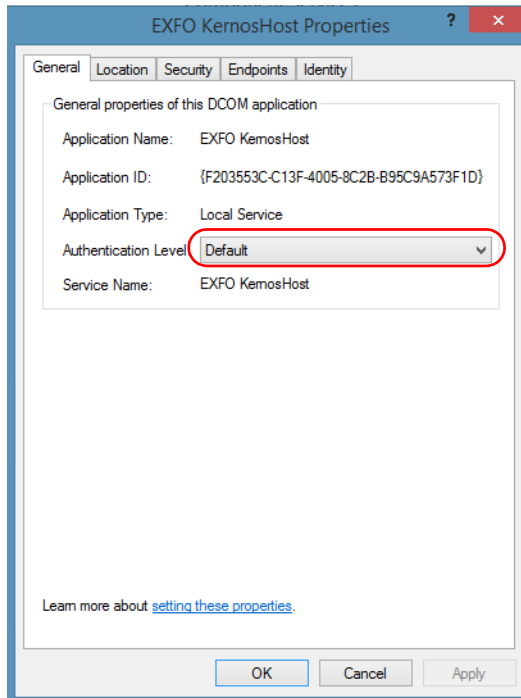 EXFO KernosHost Properties
?
×
General Location Security Endpoints Identity
General properties of this DCOM application
Application Name: EXFO KernosHost
Application ID: {F203553C-C13F-4005-8C2B-B95C9A573F1D}
Application Type: Local Service
Authentication Level Default
Service Name: EXFO KernosHost
Learn more about setting these properties.
OK Cancel Apply